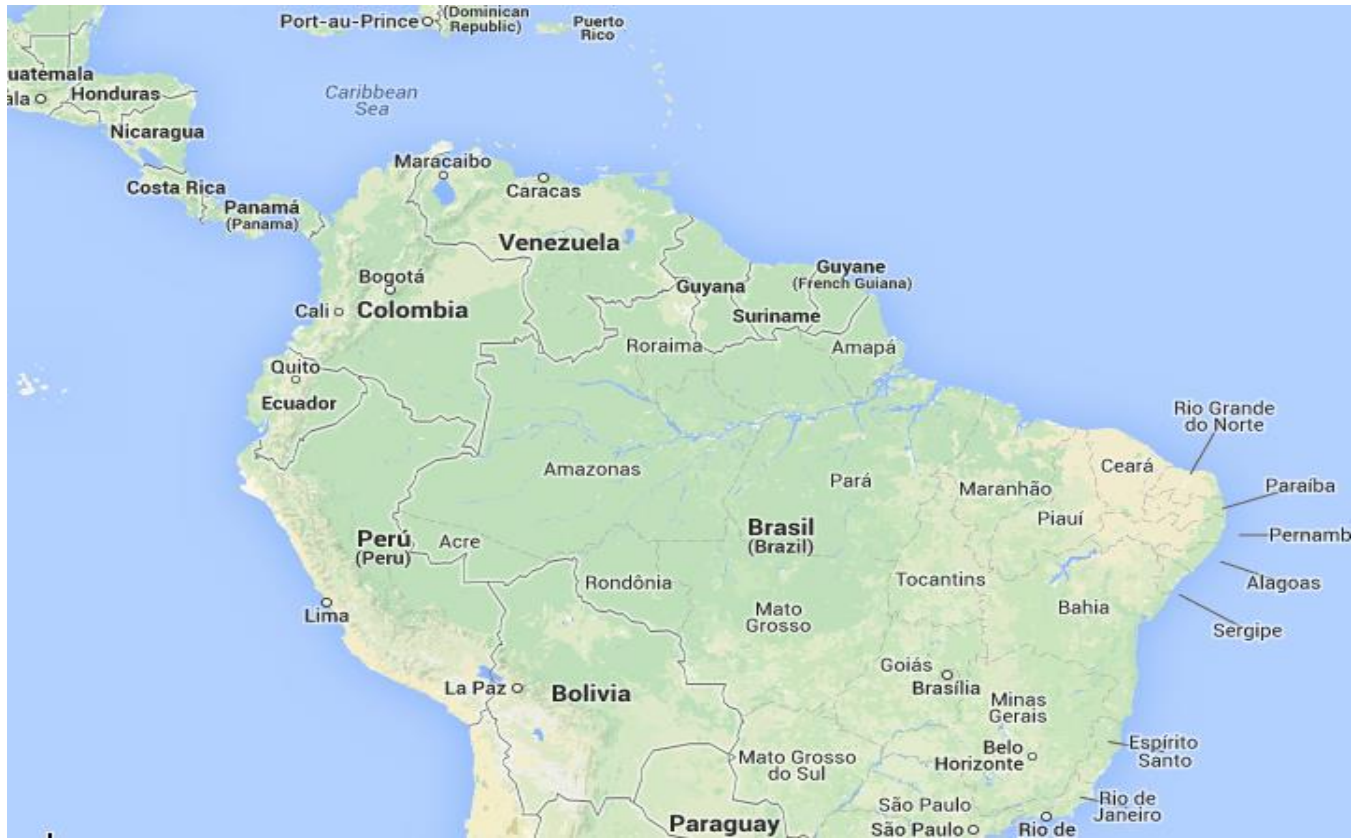 (Dominican
Republic)
Port-au-Prince
Puerto
Rico
uatemala
ala
Honduras
Caribbean
Sea
Nicaragua
Maracaibo
Caracas
Costa Rica
Panamá
(Panama)
Venezuela
Bogotá
Guyana
Guyane
(French Guiana)
Cali
Colombia
Suriname
Roraima
Amapá
Quito
Ecuador
Rio Grande
do Norte
Amazonas
Pará
Maranhão
Ceará
Paraíba
Piauí
Perú
(Peru)
Acre
Brasil
(Brazil)
Pernamb
Rondônia
Tocantins
Alagoas
Lima
Mato
Grosso
Bahia
Sergipe
La Paz
Bolivia
Goiás
Brasília
Minas
Gerais
Mato Grosso
do Sul
Belo
Horizonte
Espírito
Santo
São Paulo
Rio de
Janeiro
Paraguay
São Paulo
Rio de